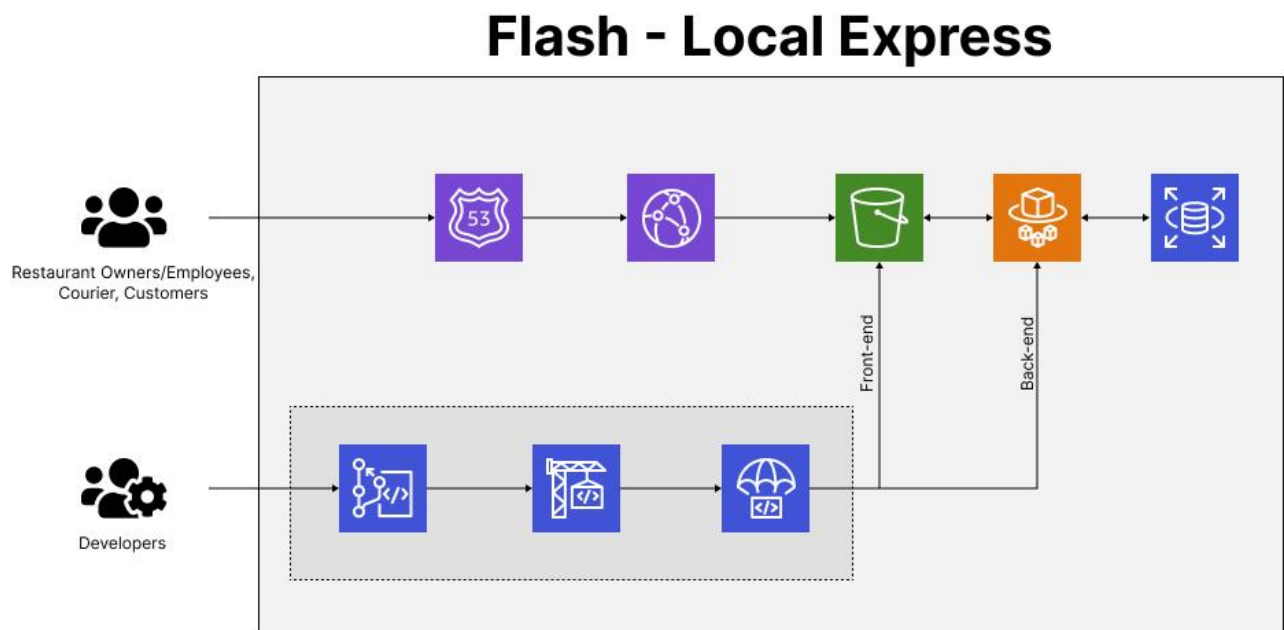 Flash - Local Express
53
Restaurant Owners/Employees,
Courier, Customers
Front-end
Back-end
</>
</>
</>
Developers